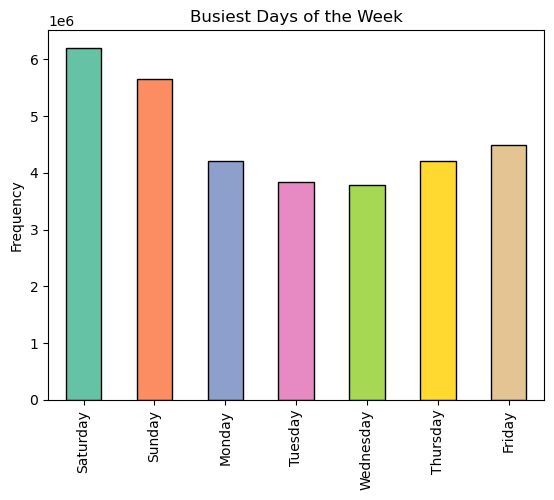 Busiest Days of the Week
1e6
6
5
4
3
2
1
0
Frequency
Saturday
Sunday
Monday
Tuesday
Wednesday
Thursday
Friday